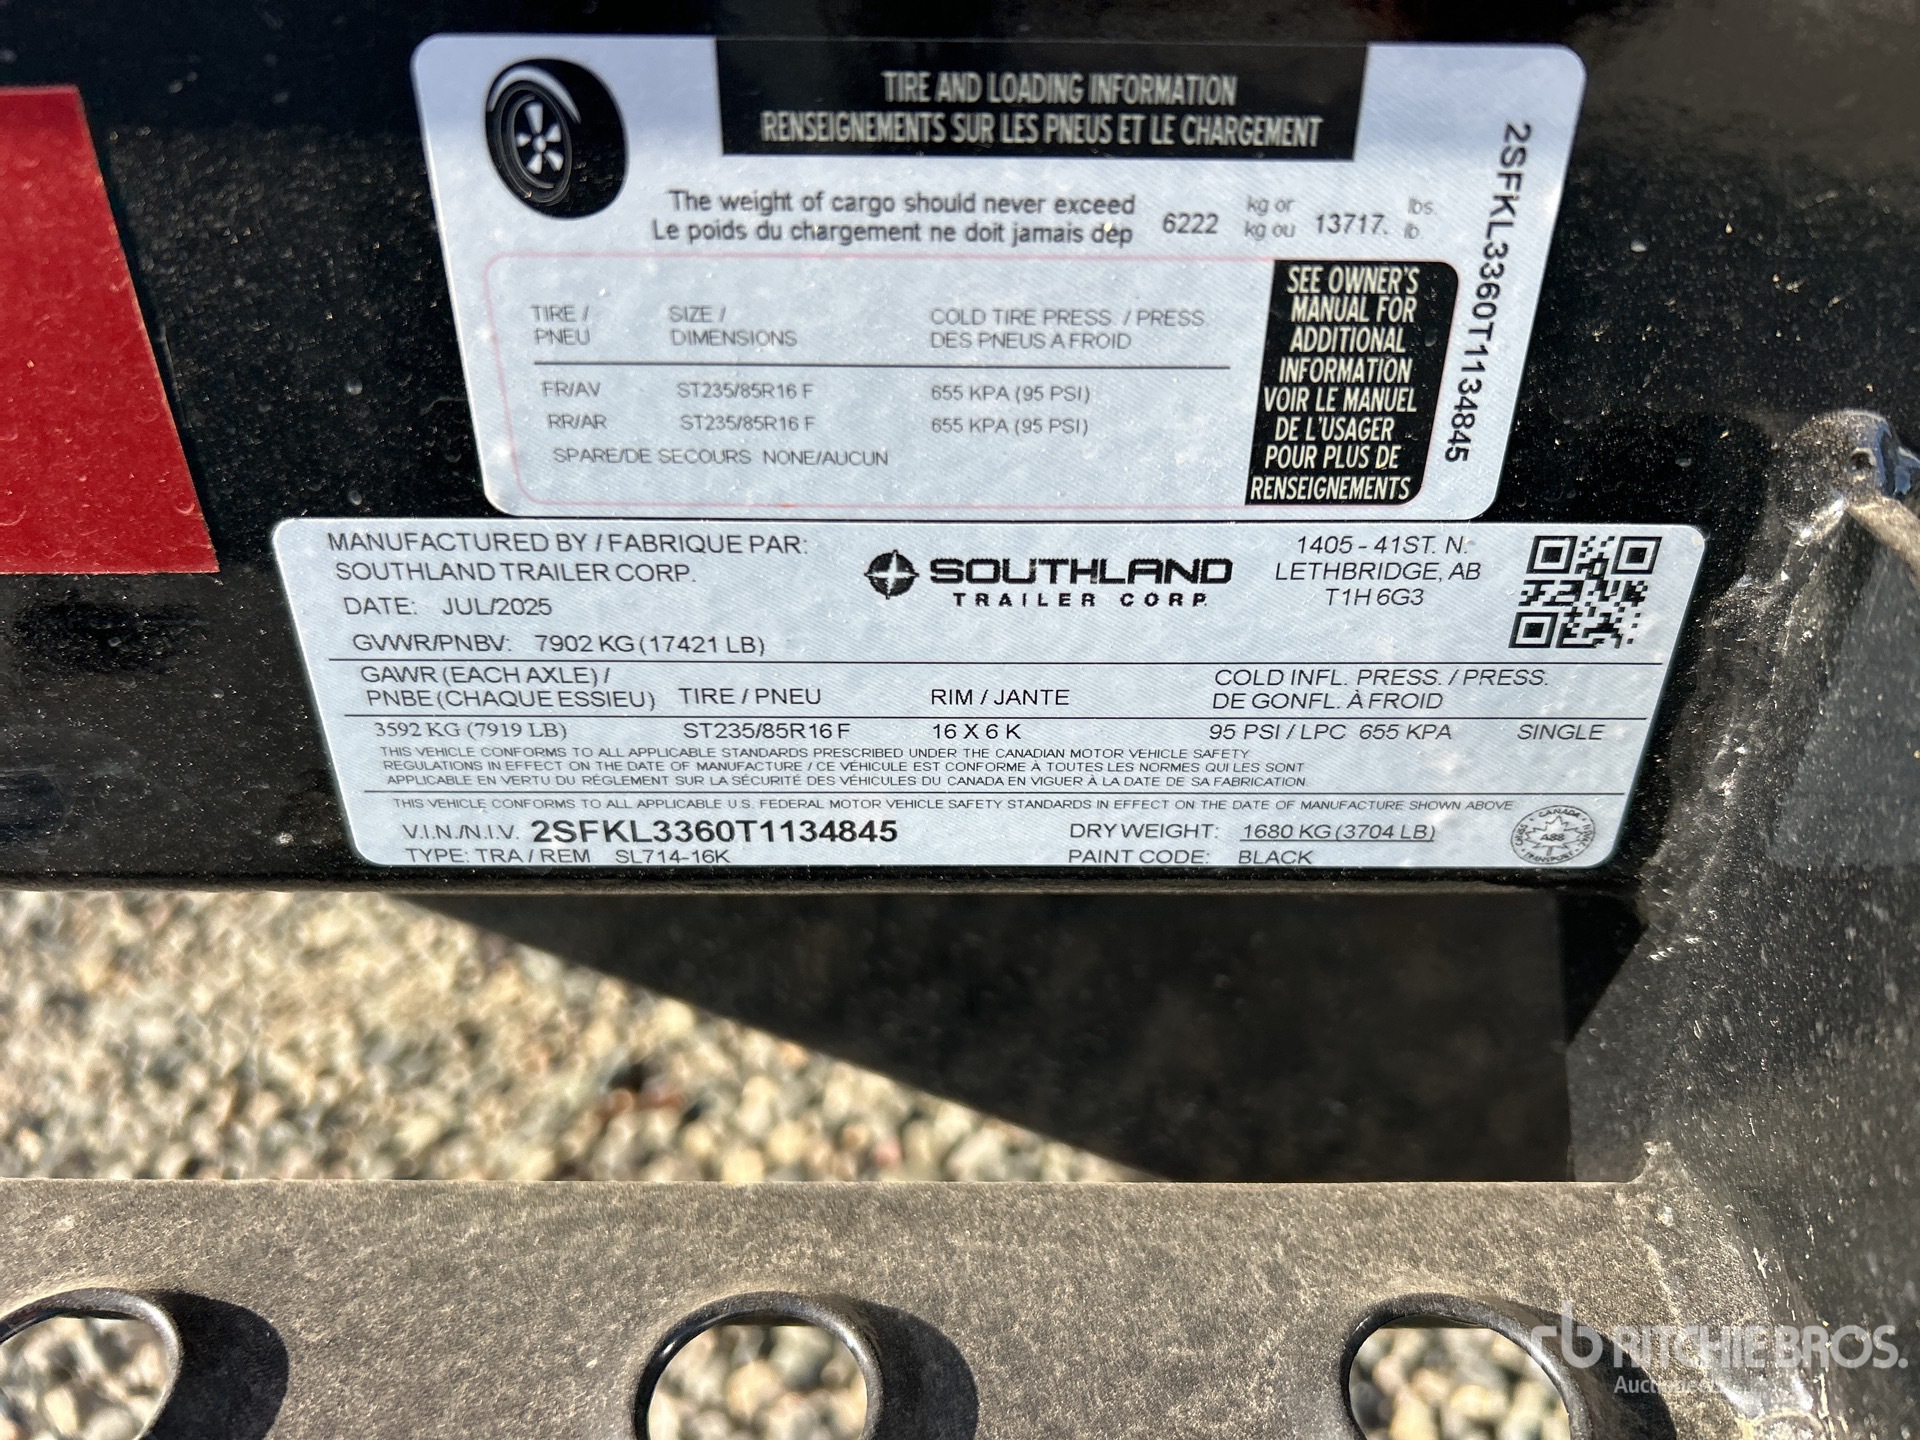 TIRE AND LOADING INFORMATION
RENSEIGNEMENTS SUR LES PNEUS ET LE CHARGEMENT
The weight of cargo should never exceed
Le poids du chargement ne doit jamais dép
6222 kg or 13717. lbs.
kg ou lb.
TIRE / SIZE / COLD TIRE PRESS. / PRESS.
PNEU DIMENSIONS DES PNEUS A FROID
FR/AV ST235/85R16 F 655 KPA (95 PSI)
RR/AR ST235/85R16 F 655 KPA (95 PSI)
SPARE/DE SECOURS NONE/AUCUN
SEE OWNER'S
MANUAL FOR
ADDITIONAL
INFORMATION
VOIR LE MANUEL
DE L'USAGER
POUR PLUS DE
RENSEIGNEMENTS
2SFKL3360T1134845
MANUFACTURED BY / FABRIQUE PAR:
SOUTHLAND TRAILER CORP.
DATE: JUL/2025
GVWR/PNBV: 7902 KG (17421 LB)
SOUTHLAND
TRAILER CORP.
1405 - 41ST. N.
LETHBRIDGE, AB
T1H 6G3
GAWR (EACH AXLE) /
PNBE (CHAQUE ESSIEU) TIRE / PNEU RIM / JANTE
COLD INFL. PRESS. / PRESS.
DE GONFL. À FROID
3592 KG (7919 LB) ST235/85R16 F 16 X 6 K 95 PSI / LPC 655 KPA SINGLE
THIS VEHICLE CONFORMS TO ALL APPLICABLE STANDARDS PRESCRIBED UNDER THE CANADIAN MOTOR VEHICLE SAFETY
REGULATIONS IN EFFECT ON THE DATE OF MANUFACTURE / CE VÉHICULE EST CONFORME À TOUTES LES NORMES QUI LES SONT
APPLICABLE EN VERTU DU RÉGLEMENT SUR LA SÉCURITÉ DES VÉHICULES DU CANADA EN VIGUER À LA DATE DE SA FABRICATION.
THIS VEHICLE CONFORMS TO ALL APPLICABLE U.S. FEDERAL MOTOR VEHICLE SAFETY STANDARDS IN EFFECT ON THE DATE OF MANUFACTURE SHOWN ABOVE
V.I.N./N.I.V. 2SFKL3360T1134845 DRY WEIGHT: 1680 KG (3704 LB)
TYPE: TRA / REM SL714-16K PAINT CODE: BLACK
CANADA
A88
TRANSPORT
rb RITCHIE BROS.
Auctioneers